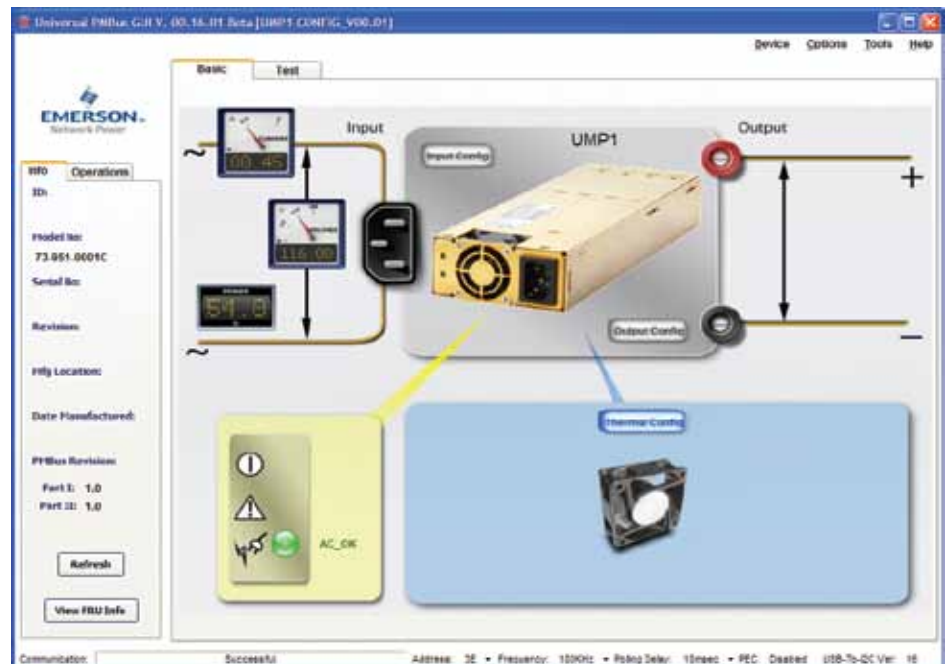 Universal PMBus GUI V. 00.16-01 Beta [UMP1 CONFIG_V00.01]
Device Options Tools Help
Basic Test
EMERSON.
Network Power
Info Operations
ID:
Model No:
73.951.0001C
Serial No:
Revision:
Mfg Location:
Date Manufactured:
PMBus Revision:
Part I: 1.0
Part II: 1.0
Refresh
View FRU Info
Input
00.45
116.00
POWER
54.0
UMP1
Input Config
Output Config
Output
+
−
AC_OK
Thermal Config
Communication: Successful Address: 3E Frequency: 100KHz Polling Delay: 10msec PEC: Disabled USB-To-I2C Ver: 16